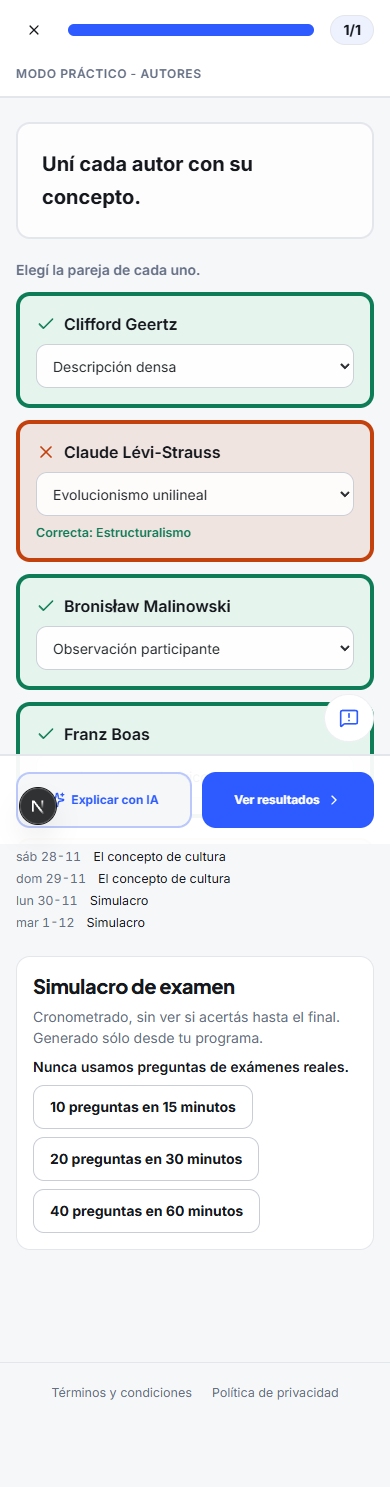 1/1
MODO PRÁCTICO - AUTORES
Uní cada autor con su
concepto.
Elegí la pareja de cada uno.
Clifford Geertz
Descripción densa
Claude Lévi-Strauss
Evolucionismo unilineal
Correcta: Estructuralismo
Bronisław Malinowski
Observación participante
Franz Boas
N
Explicar con IA
Ver resultados
sáb 28-11 El concepto de cultura
dom 29-11 El concepto de cultura
lun 30-11 Simulacro
mar 1-12 Simulacro
Simulacro de examen
Cronometrado, sin ver si acertás hasta el final.
Generado sólo desde tu programa.
Nunca usamos preguntas de exámenes reales.
10 preguntas en 15 minutos
20 preguntas en 30 minutos
40 preguntas en 60 minutos
Términos y condiciones Política de privacidad